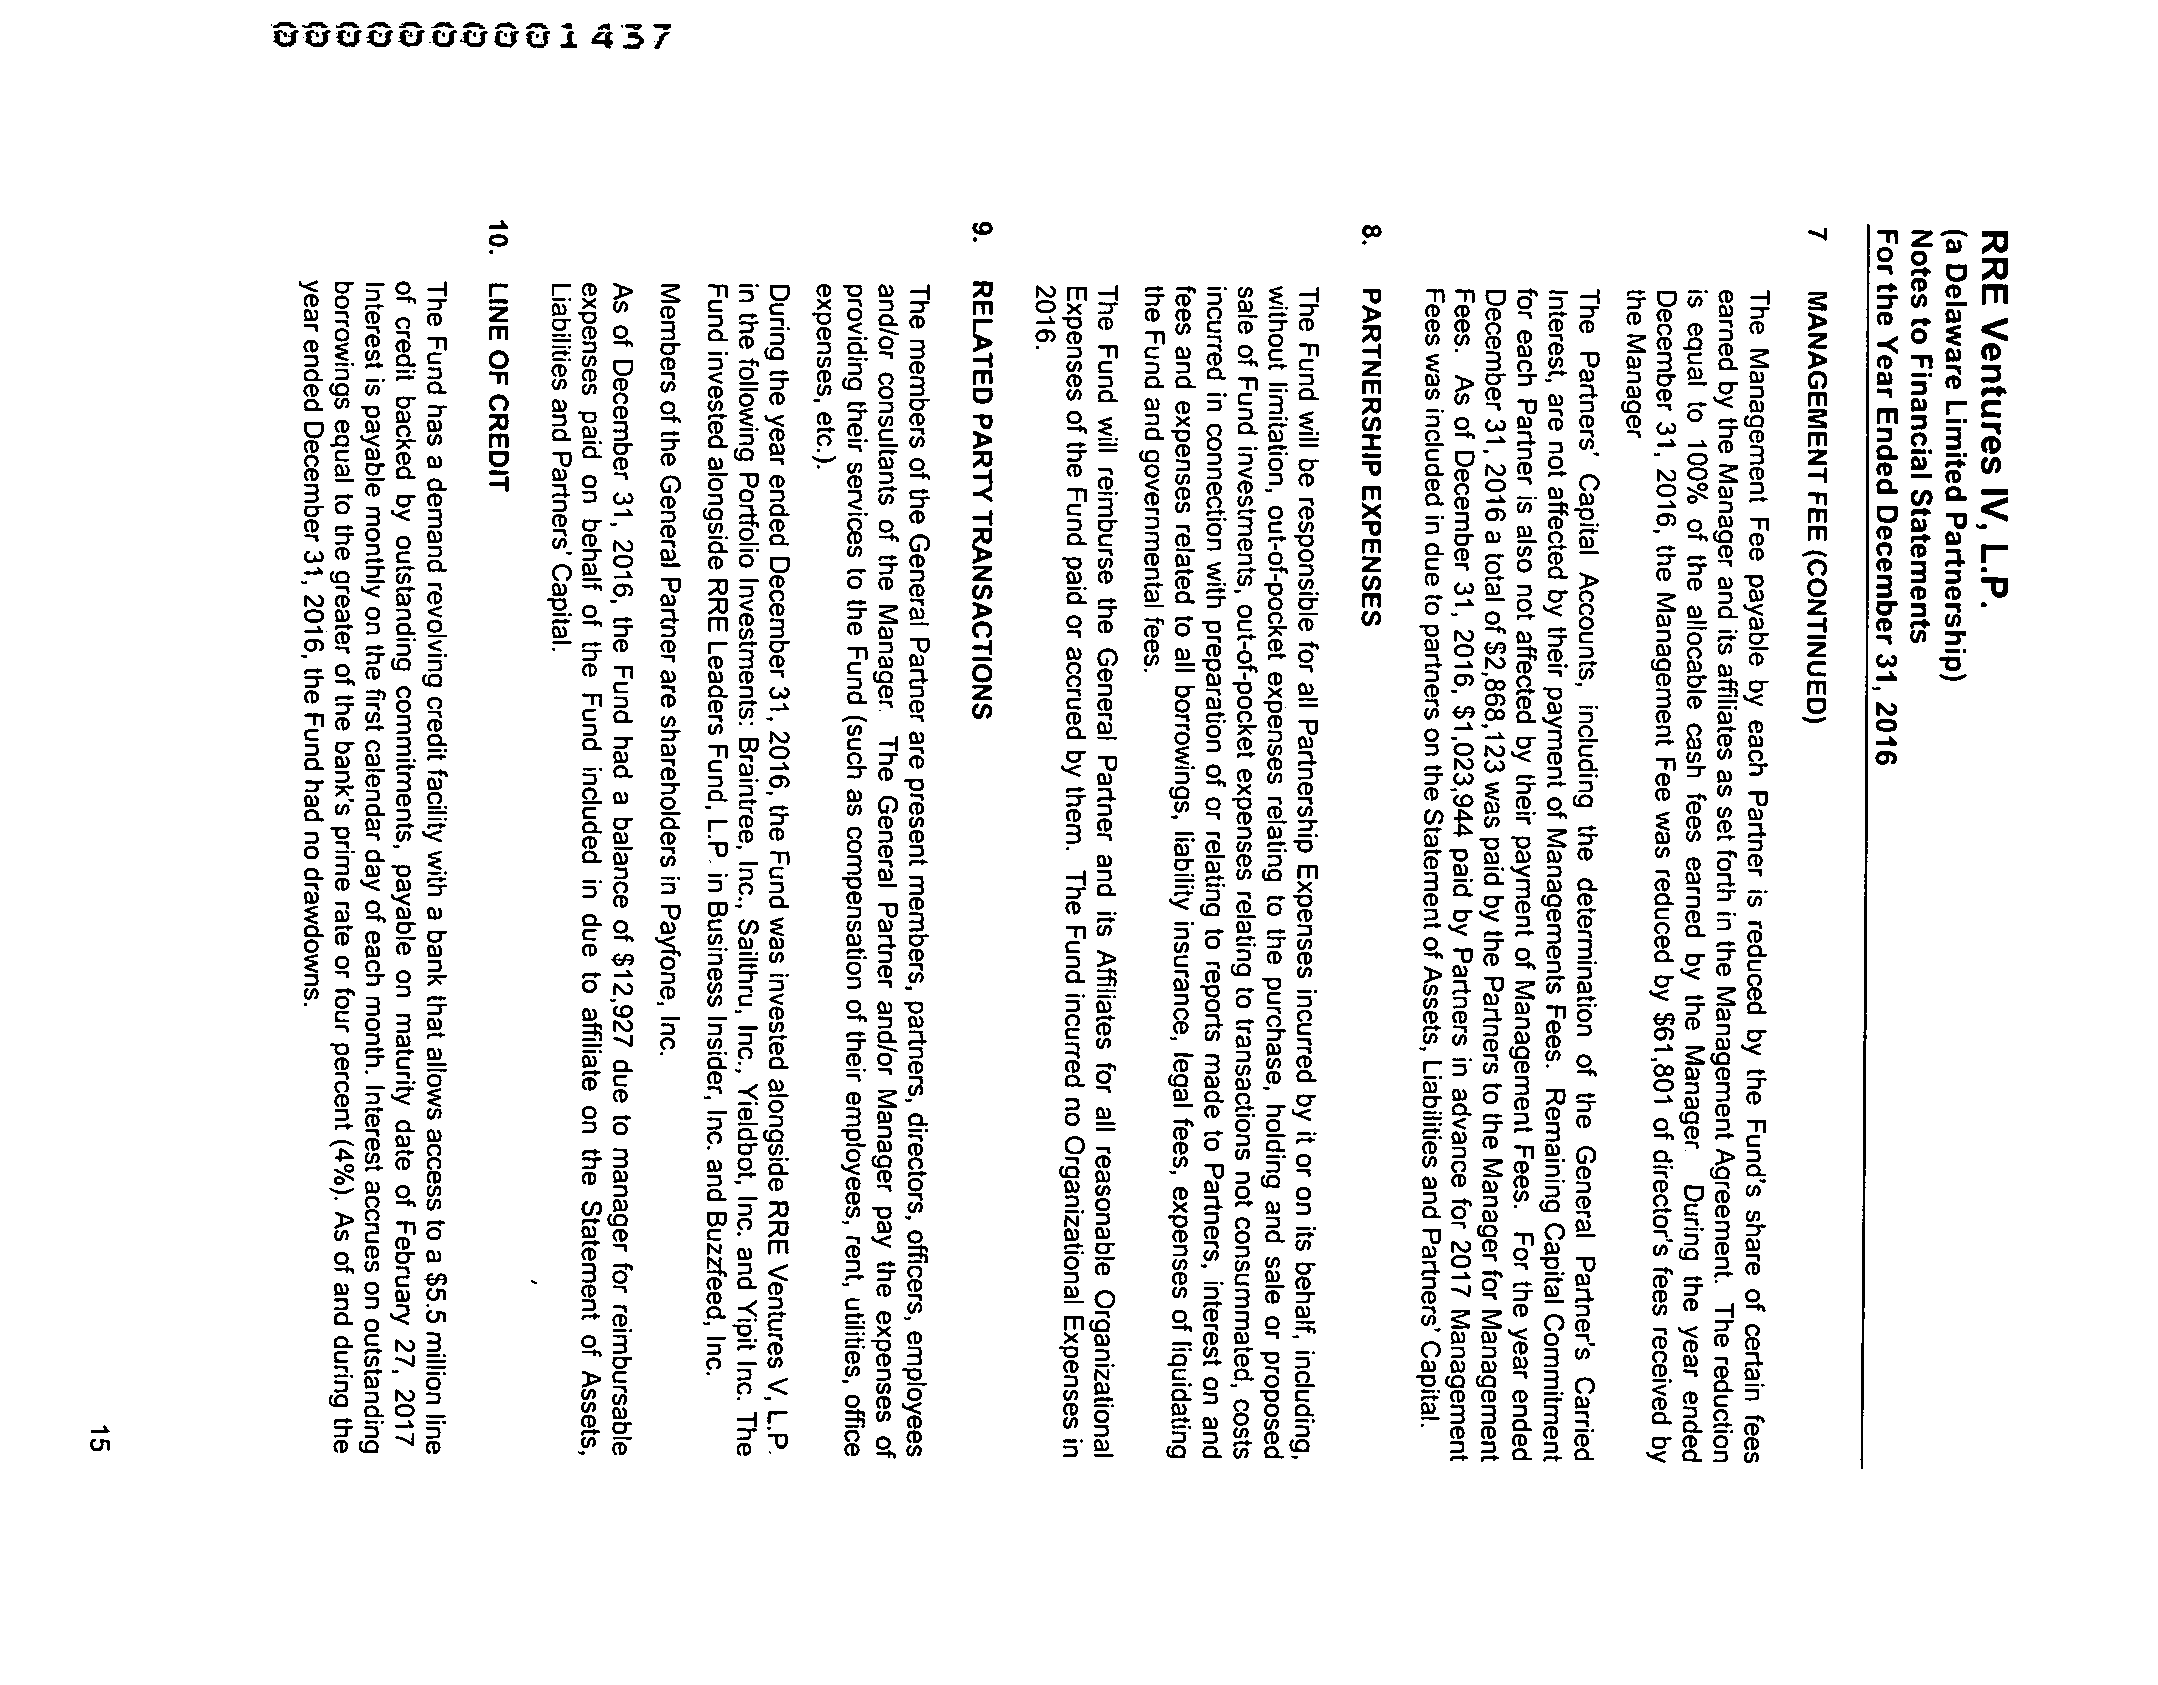 RRE Ventures IV, L.P.
(a Delaware Limited Partnership)
Notes to Financial Statements
For the Year Ended December 31, 2016
7 MANAGEMENT FEE (CONTINUED)
The Management Fee payable by each Partner is reduced by the Fund's share of certain fees
earned by the Manager and its affiliates as set forth in the Management Agreement. The reduction
is equal to 100% of the allocable cash fees earned by the Manager. During the year ended
December 31, 2016, the Management Fee was reduced by $61,801 of director's fees received by
the Manager
The Partners' Capital Accounts, including the determination of the General Partner's Carried
Interest, are not affected by their payment of Managements Fees. Remaining Capital Commitment
for each Partner is also not affected by their payment of Management Fees. For the year ended
December 31, 2016 a total of $2,868,123 was paid by the Partners to the Manager for Management
Fees. As of December 31, 2016, $1,023,944 paid by Partners in advance for 2017 Management
Fees was included in due to partners on the Statement of Assets, Liabilities and Partners' Capital.
8. PARTNERSHIP EXPENSES
The Fund will be responsible for all Partnership Expenses incurred by it or on its behalf, including,
without limitation, out-of-pocket expenses relating to the purchase, holding and sale or proposed
sale of Fund investments, out-of-pocket expenses relating to transactions not consummated, costs
incurred in connection with preparation of or relating to reports made to Partners, interest on and
fees and expenses related to all borrowings, liability insurance, legal fees, expenses of liquidating
the Fund and governmental fees.
The Fund will reimburse the General Partner and its Affiliates for all reasonable Organizational
Expenses of the Fund paid or accrued by them. The Fund incurred no Organizational Expenses in
2016.
9. RELATED PARTY TRANSACTIONS
The members of the General Partner are present members, partners, directors, officers, employees
and/or consultants of the Manager. The General Partner and/or Manager pay the expenses of
providing their services to the Fund (such as compensation of their employees, rent, utilities, office
expenses, etc.).
During the year ended December 31, 2016, the Fund was invested alongside RRE Ventures V, L.P.
in the following Portfolio Investments: Braintree, Inc., Sailthru, Inc., Yieldbot, Inc. and Yipit Inc. The
Fund invested alongside RRE Leaders Fund, L.P. in Business Insider, Inc. and Buzzfeed, Inc.
Members of the General Partner are shareholders in Payfone, Inc.
As of December 31, 2016, the Fund had a balance of $12,927 due to manager for reimbursable
expenses paid on behalf of the Fund included in due to affiliate on the Statement of Assets,
Liabilities and Partners' Capital.
10. LINE OF CREDIT
The Fund has a demand revolving credit facility with a bank that allows access to a $5.5 million line
of credit backed by outstanding commitments, payable on maturity date of February 27, 2017
Interest is payable monthly on the first calendar day of each month. Interest accrues on outstanding
borrowings equal to the greater of the bank's prime rate or four percent (4%). As of and during the
year ended December 31, 2016, the Fund had no drawdowns.
15
0000000001437